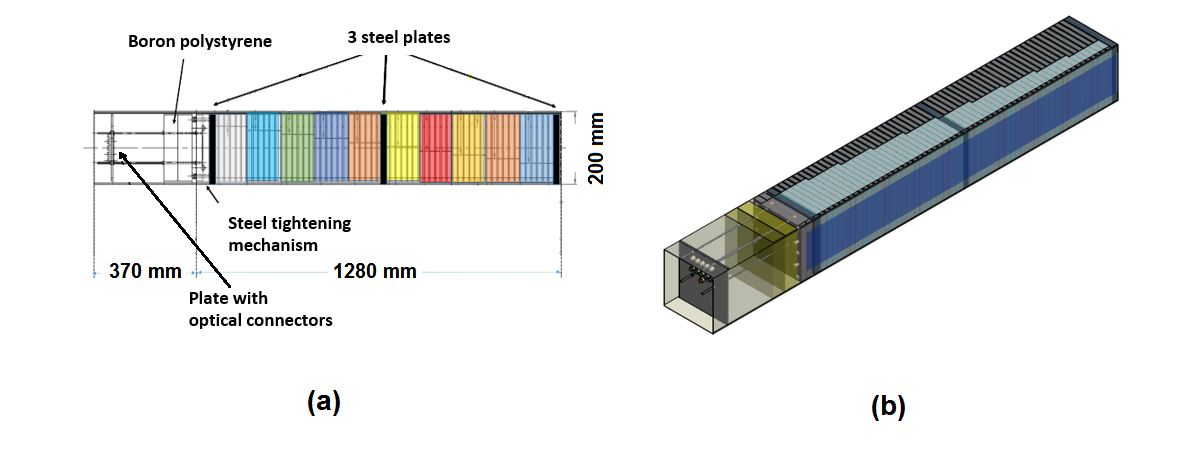 Boron polystyrene
3 steel plates
200 mm
Steel tightening
mechanism
370 mm
1280 mm
Plate with
optical connectors
(a)
(b)